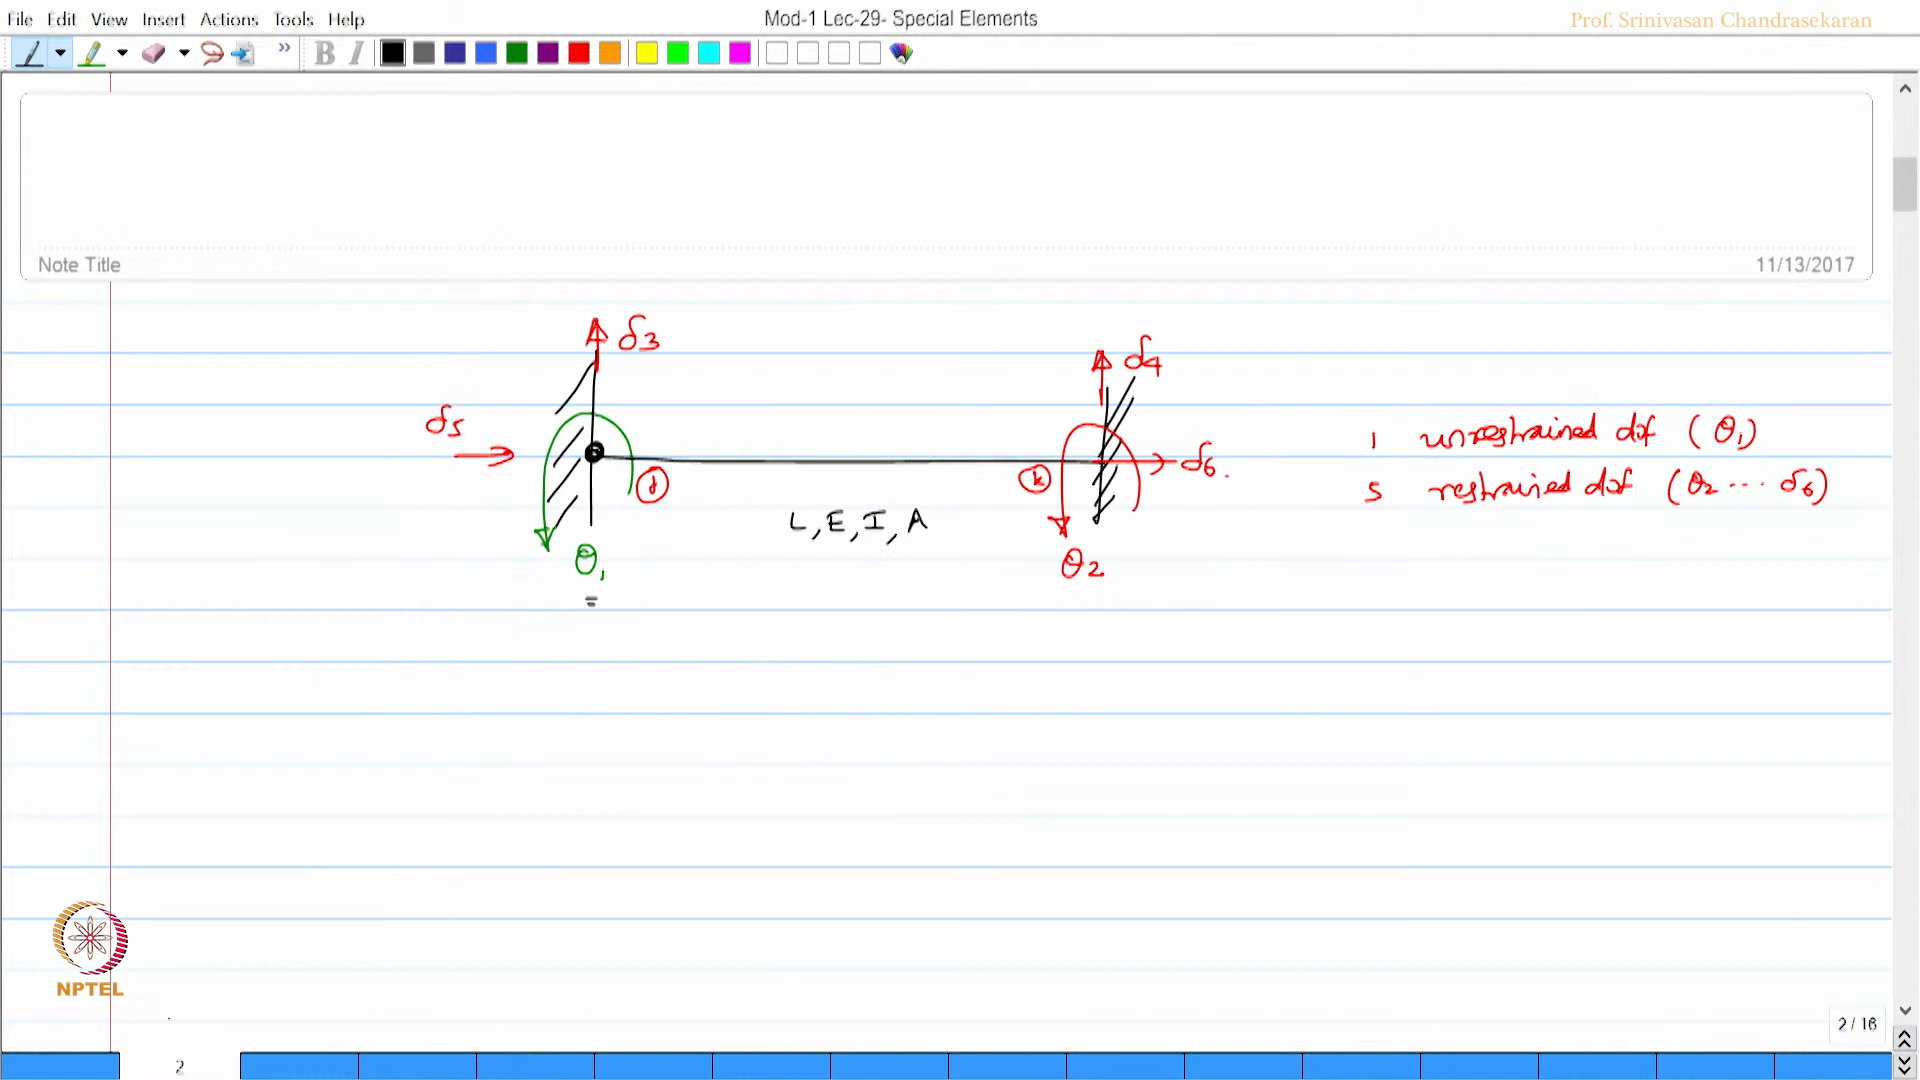 File Edit View Insert Actions Tools Help
Mod-1 Lec-29- Special Elements
Prof. Srinivasan Chandrasekaran
B I
Note Title
11/13/2017
δ3
δ4
δ5
δ6
1 unrestrained dof (θ1)
5 restrained dof (θ2 ... δ6)
j
k
L, E, I, A
θ1
θ2
NPTEL
2 / 16
2